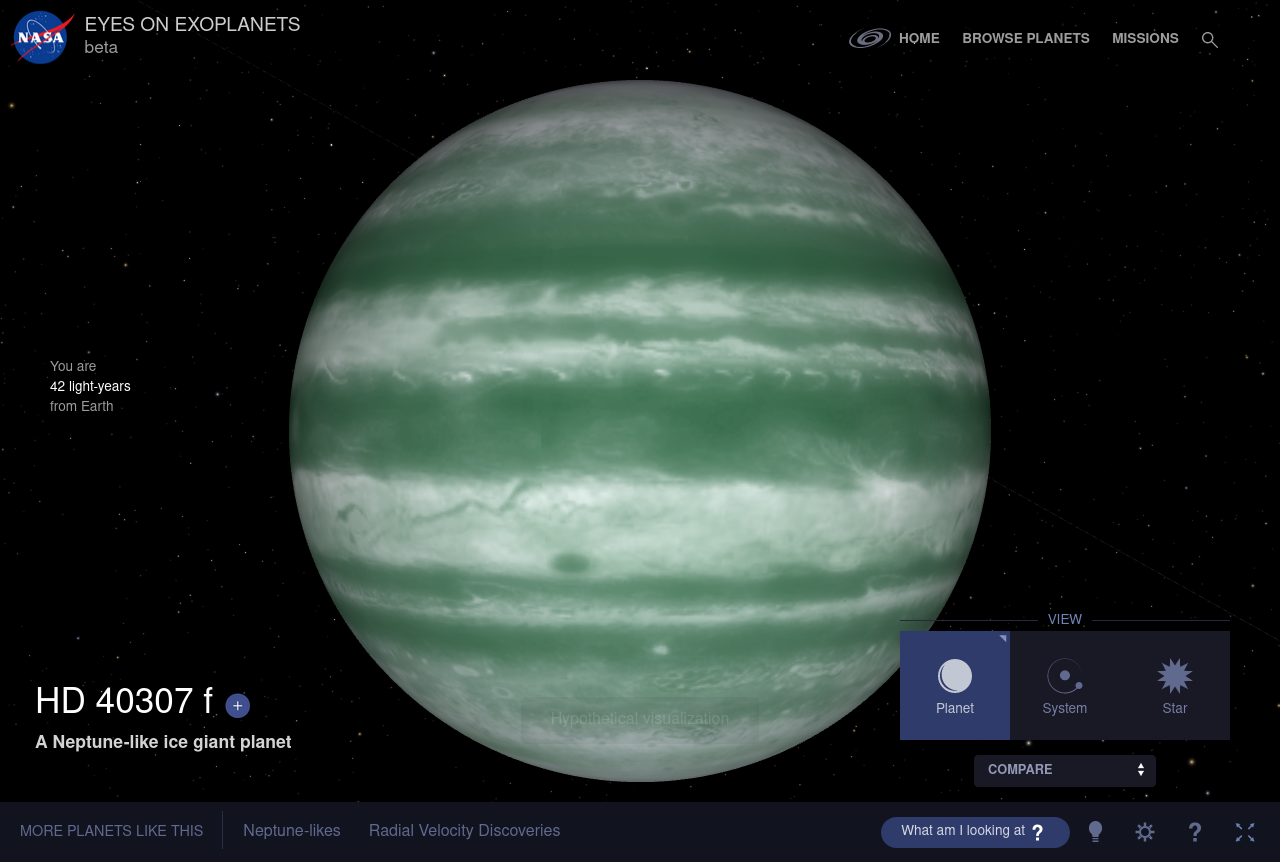 NASA
EYES ON EXOPLANETS
beta
HOME
BROWSE PLANETS
MISSIONS
You are
42 light-years
from Earth
VIEW
Planet
System
Star
HD 40307 f +
A Neptune-like ice giant planet
Hypothetical visualization
COMPARE
MORE PLANETS LIKE THIS
Neptune-likes
Radial Velocity Discoveries
What am I looking at ?
?